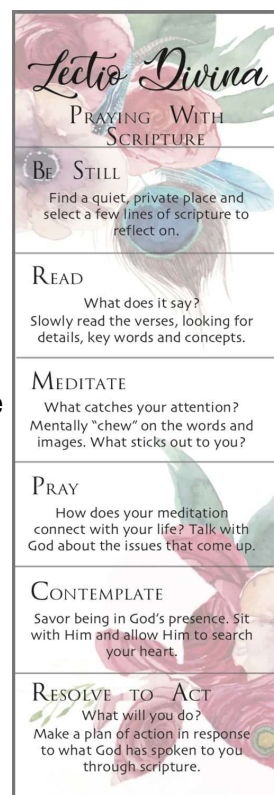 Lectio Divina
Praying With
Scripture
Be Still
Find a quiet, private place and
select a few lines of scripture to
reflect on.
Read
What does it say?
Slowly read the verses, looking for
details, key words and concepts.
Meditate
What catches your attention?
Mentally “chew” on the words and
images. What sticks out to you?
Pray
How does your meditation
connect with your life? Talk with
God about the issues that come up.
Contemplate
Savor being in God’s presence. Sit
with Him and allow Him to search
your heart.
Resolve to Act
What will you do?
Make a plan of action in response
to what God has spoken to you
through scripture.